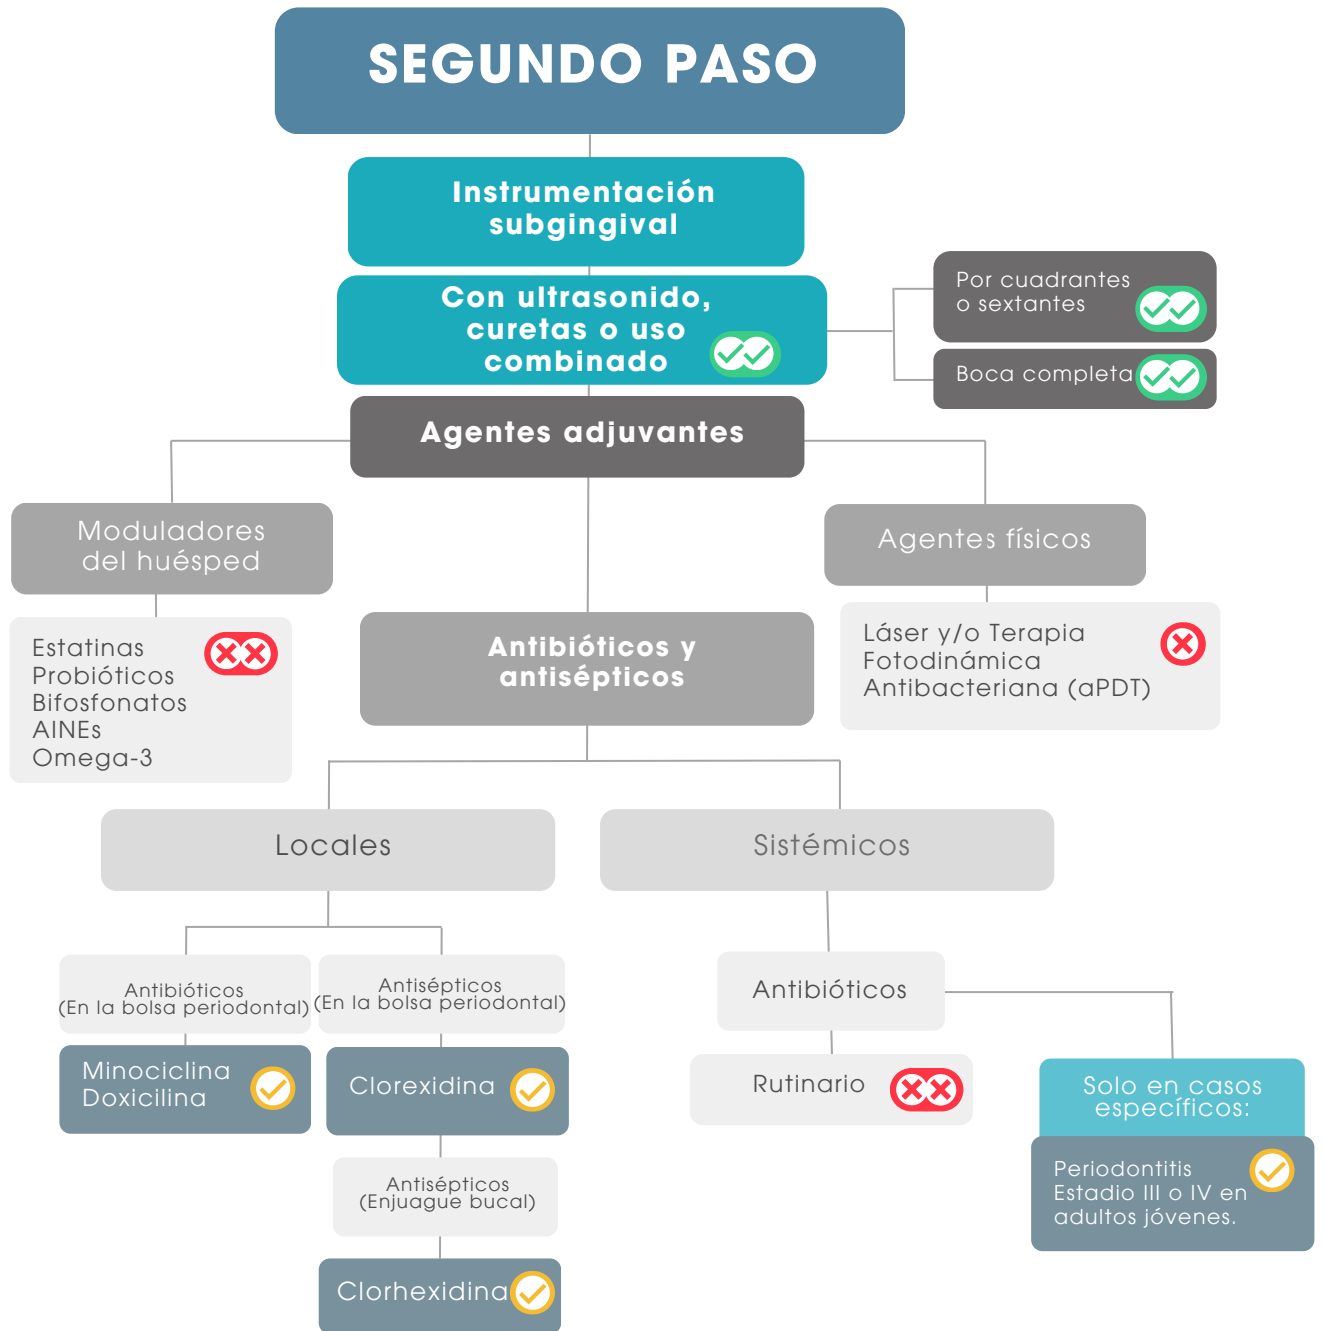 SEGUNDO PASO
Instrumentación
subgingival
Con ultrasonido,
curetas o uso
combinado
Por cuadrantes
o sextantes
Boca completa
Agentes adjuvantes
Moduladores
del huésped
Agentes físicos
Estatinas
Probióticos
Bifosfonatos
AINEs
Omega-3
Antibióticos y
antisépticos
Láser y/o Terapia
Fotodinámica
Antibacteriana (aPDT)
Locales
Sistémicos
Antibióticos
(En la bolsa periodontal)
Antisépticos
(En la bolsa periodontal)
Antibióticos
Minociclina
Doxicilina
Clorexidina
Rutinario
Solo en casos
específicos:
Periodontitis
Estadio III o IV en
adultos jóvenes.
Antisépticos
(Enjuague bucal)
Clorhexidina